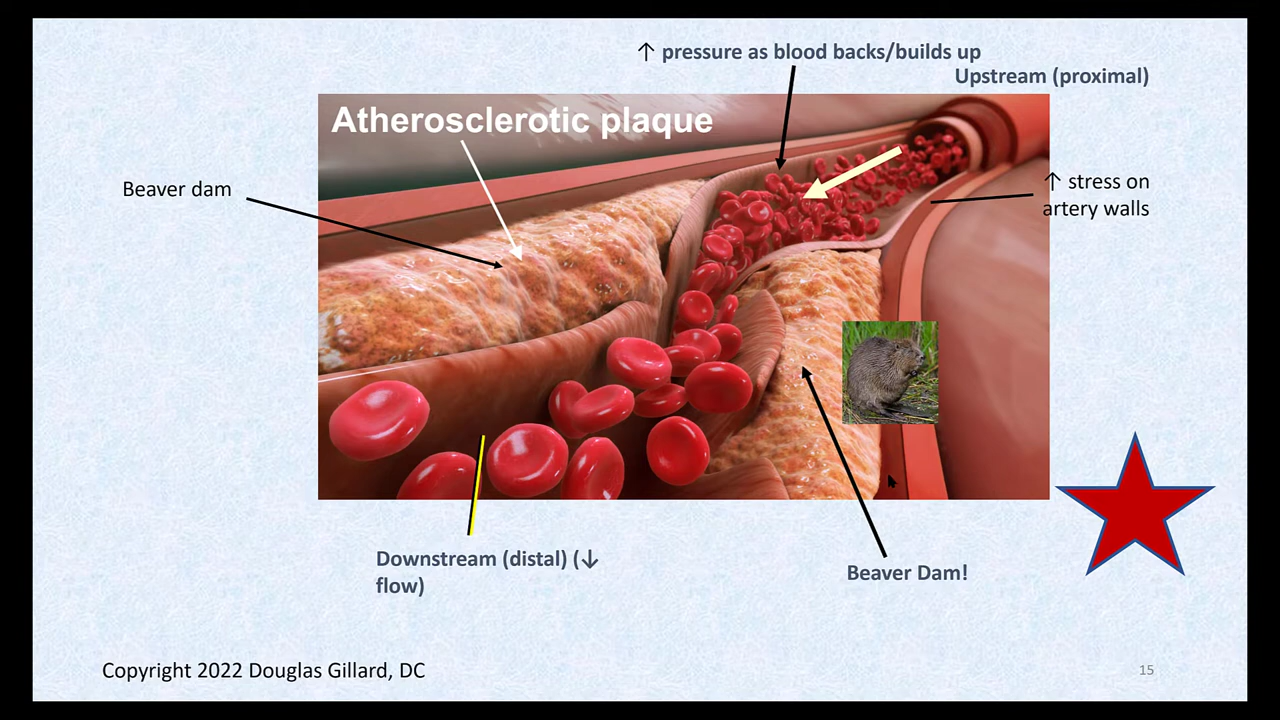 ↑ pressure as blood backs/builds up
Upstream (proximal)
Atherosclerotic plaque
Beaver dam
↑ stress on
artery walls
Downstream (distal) (↓
flow)
Beaver Dam!
Copyright 2022 Douglas Gillard, DC
15